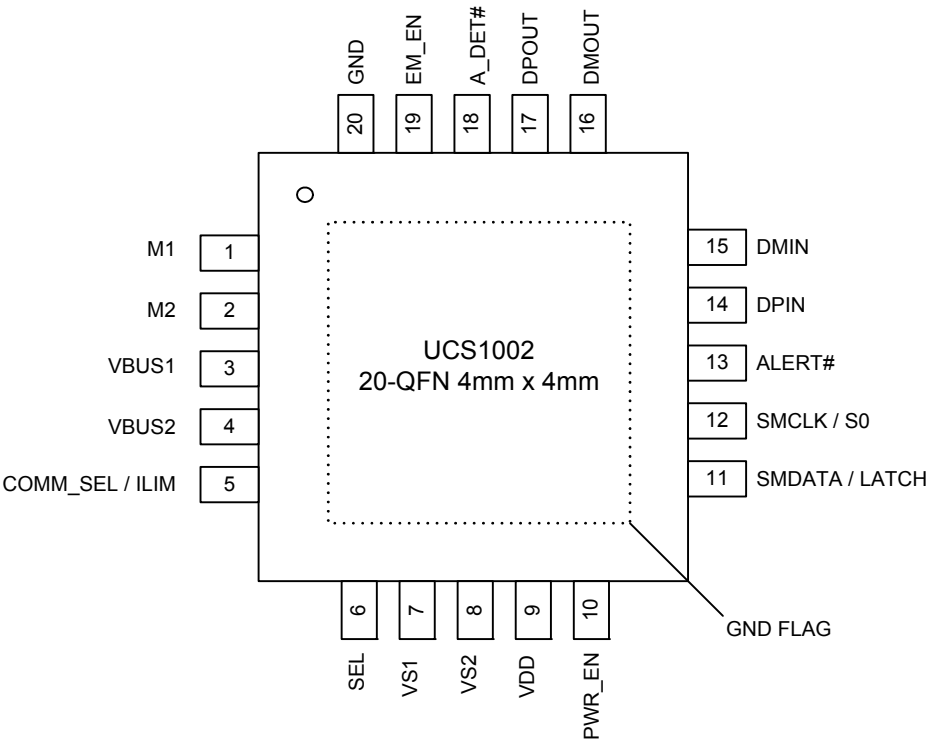 GND
EM_EN
A_DET#
DPOUT
DMOUT
20
19
18
17
16
M1
1
M2
2
VBUS1
3
VBUS2
4
COMM_SEL / ILIM
5
UCS1002
20-QFN 4mm x 4mm
15
DMIN
14
DPIN
13
ALERT#
12
SMCLK / S0
11
SMDATA / LATCH
6
7
8
9
10
SEL
VS1
VS2
VDD
PWR_EN
GND FLAG